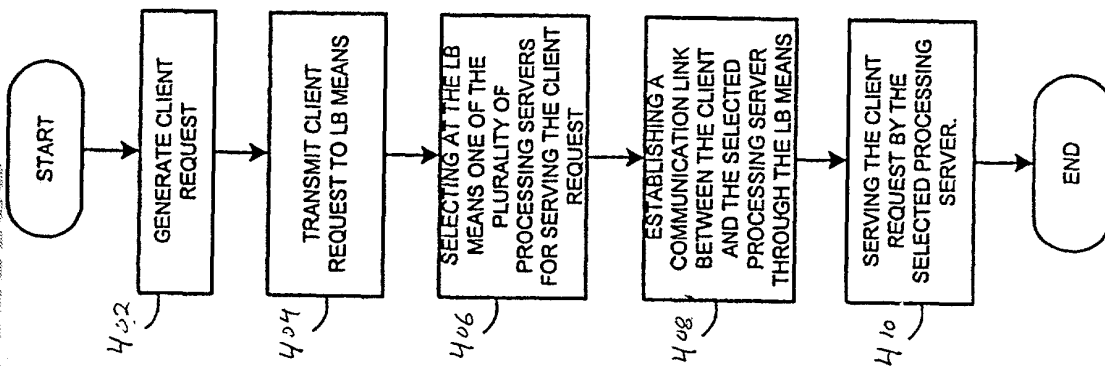 START
402
GENERATE CLIENT
REQUEST
404
TRANSMIT CLIENT
REQUEST TO LB MEANS
406
SELECTING AT THE LB
MEANS ONE OF THE
PLURALITY OF
PROCESSING SERVERS
FOR SERVING THE CLIENT
REQUEST
408
ESTABLISHING A
COMMUNICATION LINK
BETWEEN THE CLIENT
AND THE SELECTED
PROCESSING SERVER
THROUGH THE LB MEANS
410
SERVING THE CLIENT
REQUEST BY THE
SELECTED PROCESSING
SERVER.
END